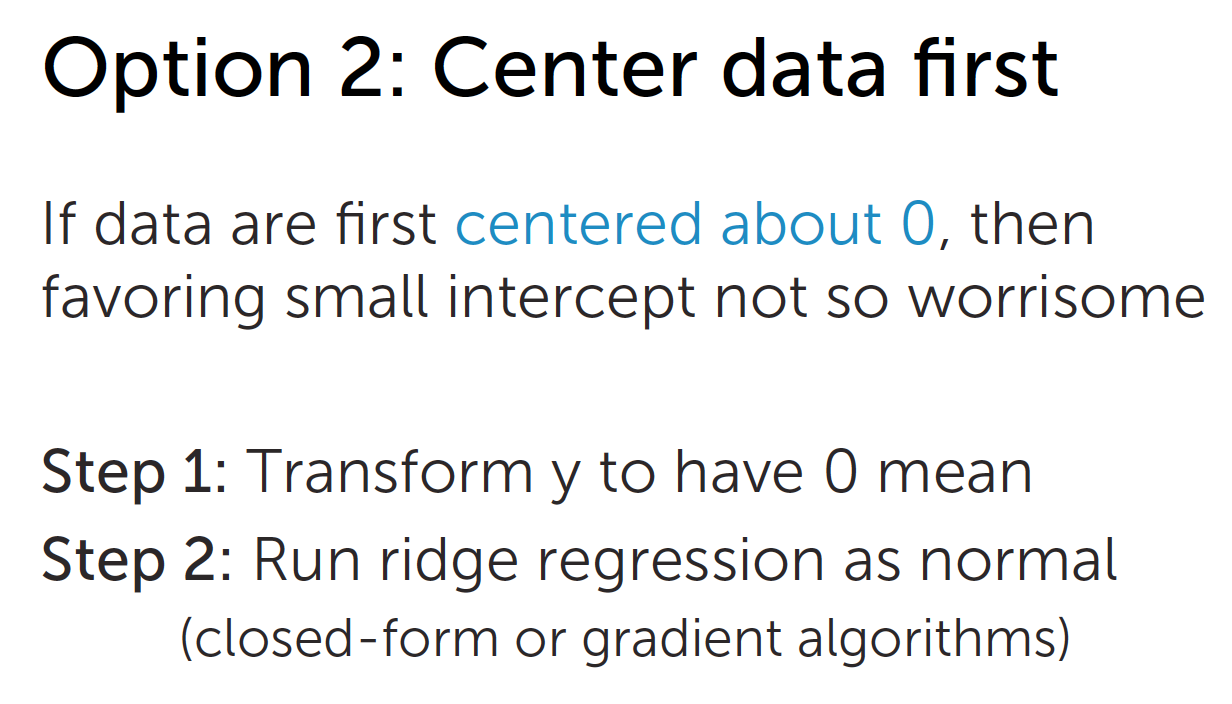 Option 2: Center data first
If data are first centered about 0, then
favoring small intercept not so worrisome
Step 1: Transform y to have 0 mean
Step 2: Run ridge regression as normal
(closed-form or gradient algorithms)